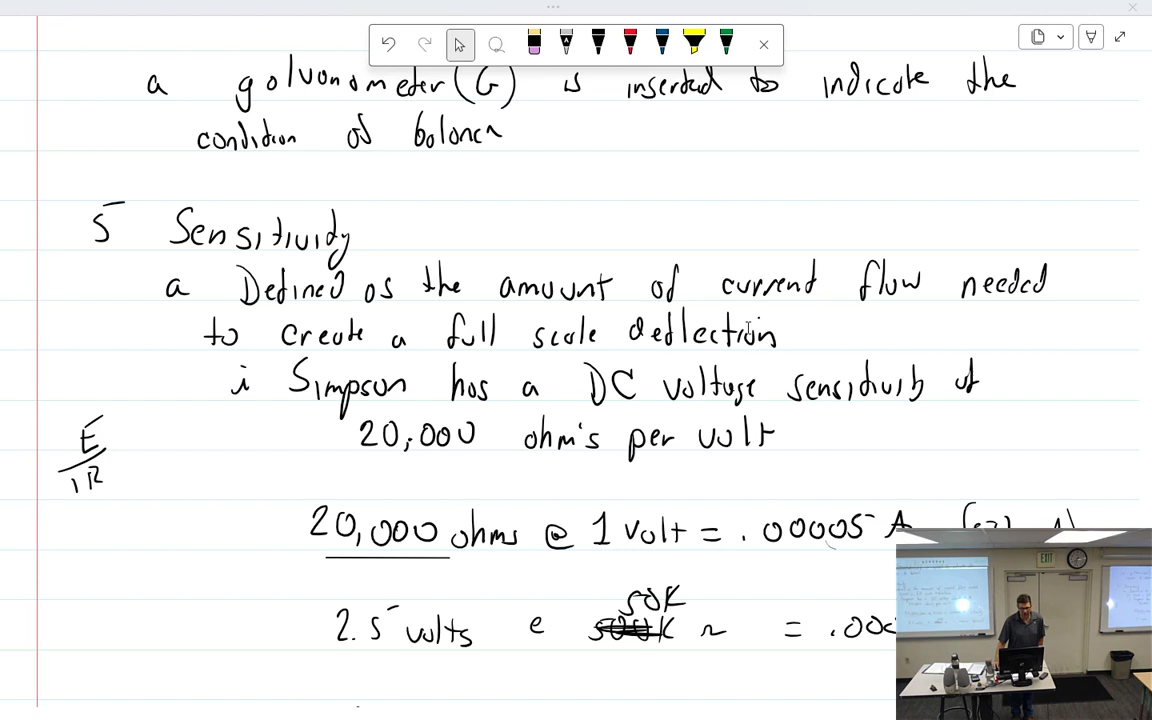 a galvanometer (G) is inserted to indicate the
condition of balance
5 Sensitivity
a Defined as the amount of current flow needed
to create a full scale deflection
i Simpson has a DC voltage sensitivity of
20,000 ohm's per volt
E
IR
20,000 ohms @ 1 volt = .00005 A
2.5 volts @ 50K = .000
EXIT